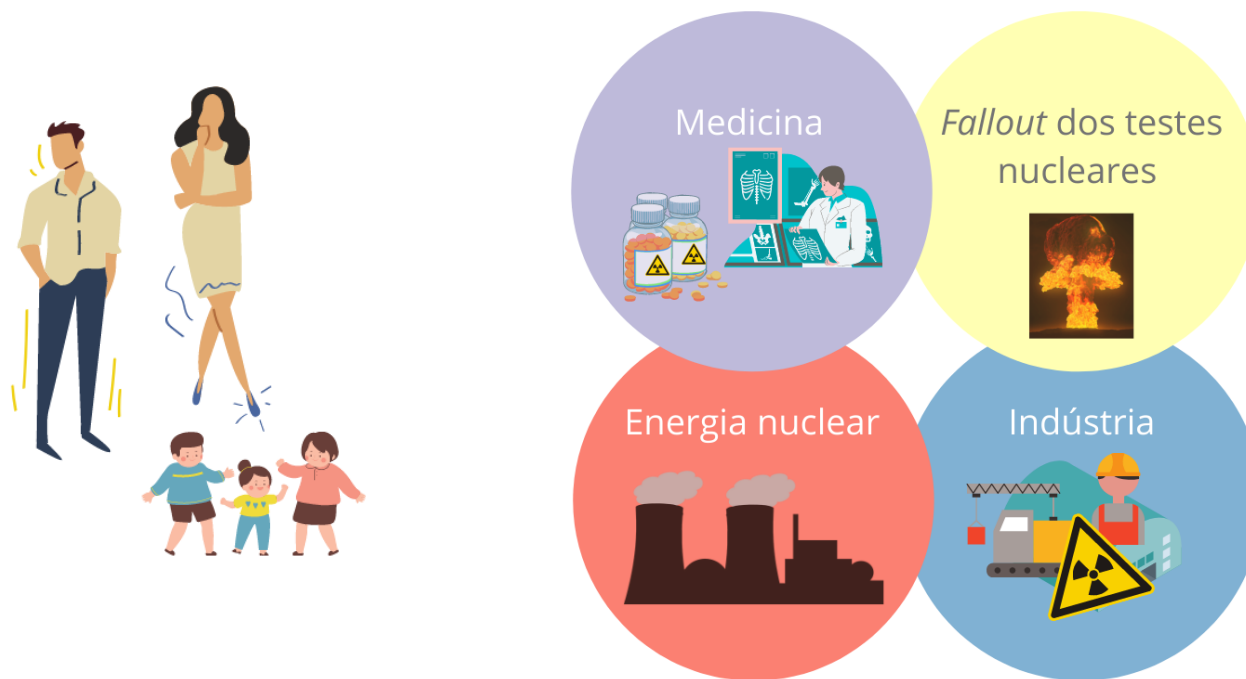 Medicina
Fallout dos testes
nucleares
Energia nuclear
Indústria